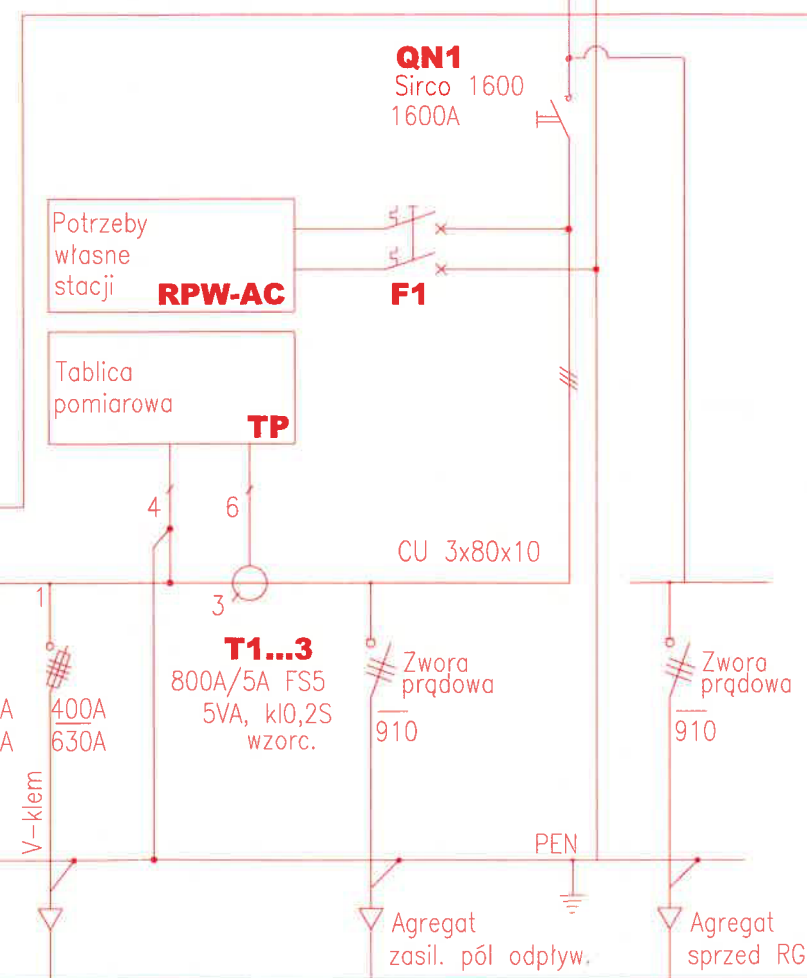 QN1
Sirco 1600
1600A
Potrzeby
własne
stacji
RPW-AC
F1
Tablica
pomiarowa
TP
4
6
CU 3x80x10
1
3
T1...3
800A/5A FS5
5VA, kl0,2S
wzorc.
Zwora
prądowa
910
Zwora
prądowa
910
A
400A
A
630A
V-klem
PEN
Agregat
zasil. pól odpływ.
Agregat
sprzed RG